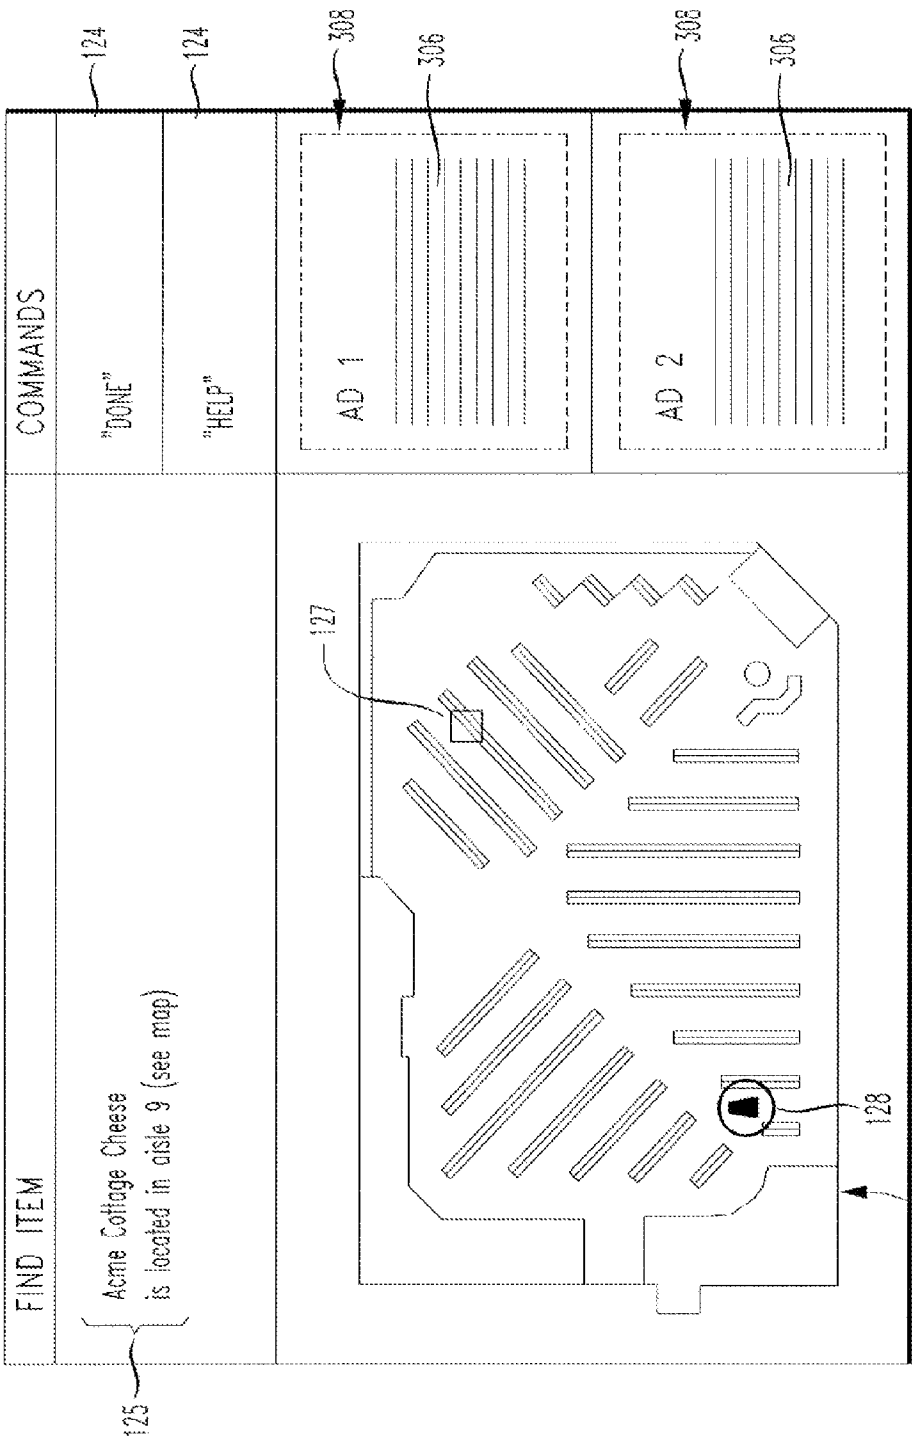 FIND ITEM
COMMANDS
Acme Cottage Cheese
is located in aisle 9 (see map)
125
"DONE"
124
"HELP"
124
127
128
AD 1
308
306
AD 2
308
306